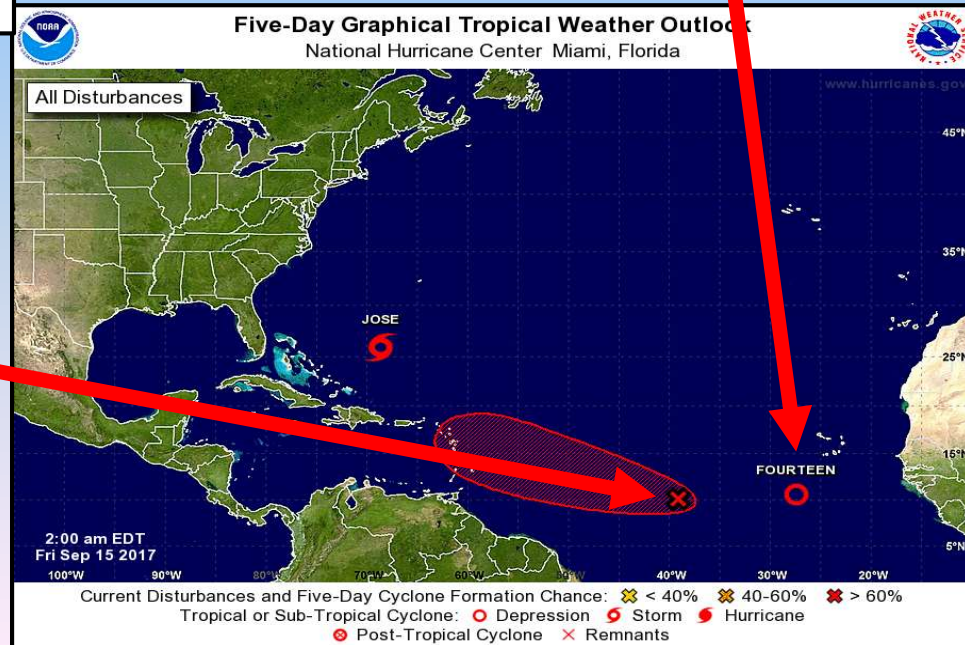 NOAA
Five-Day Graphical Tropical Weather Outlook
National Hurricane Center Miami, Florida
All Disturbances
www.hurricanes.gov
45°N
35°N
JOSE
25°N
15°N
FOURTEEN
2:00 am EDT
Fri Sep 15 2017
5°N
100°W 90°W 80°W 70°W 60°W 50°W 40°W 30°W 20°W
Current Disturbances and Five-Day Cyclone Formation Chance: < 40% 40-60% > 60%
Tropical or Sub-Tropical Cyclone: Depression Storm Hurricane
Post-Tropical Cyclone Remnants